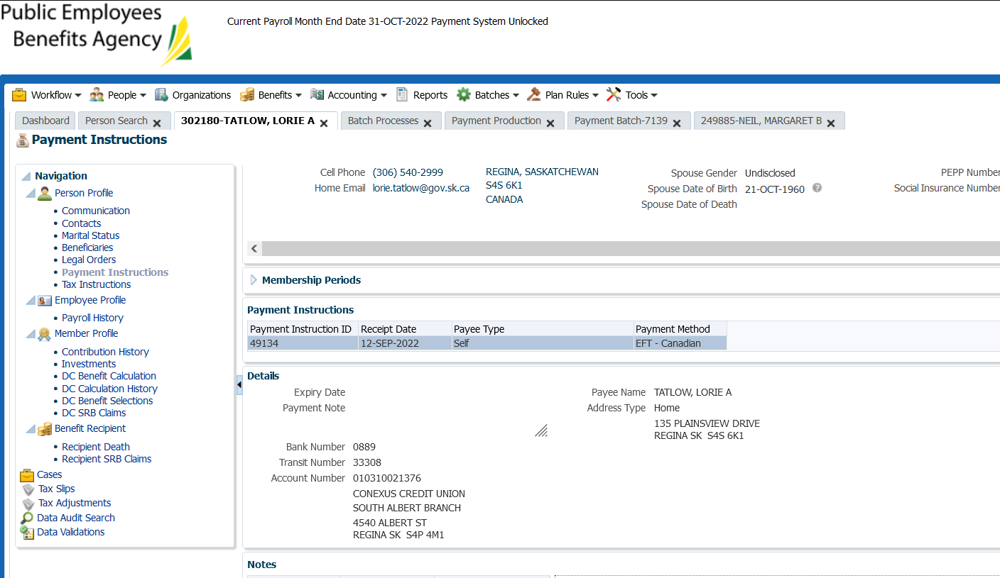 Public Employees
Benefits Agency
Current Payroll Month End Date 31-OCT-2022 Payment System Unlocked
Workflow People Organizations Benefits Accounting Reports Batches Plan Rules Tools
Dashboard Person Search 302180-TATLOW, LORIE A Batch Processes Payment Production Payment Batch-7139 249885-NEIL, MARGARET B
Payment Instructions
Navigation
Person Profile
Communication
Contacts
Marital Status
Beneficiaries
Legal Orders
Payment Instructions
Tax Instructions
Employee Profile
Payroll History
Member Profile
Contribution History
Investments
DC Benefit Calculation
DC Calculation History
DC Benefit Selections
DC SRB Claims
Benefit Recipient
Recipient Death
Recipient SRB Claims
Cases
Tax Slips
Tax Adjustments
Data Audit Search
Data Validations
Cell Phone (306) 540-2999 REGINA, SASKATCHEWAN Spouse Gender Undisclosed PEPP Number
Home Email lorie.tatlow@gov.sk.ca S4S 6K1 Spouse Date of Birth 21-OCT-1960 Social Insurance Number
CANADA Spouse Date of Death
Membership Periods
Payment Instructions
Payment Instruction ID Receipt Date Payee Type Payment Method
49134 12-SEP-2022 Self EFT - Canadian
Details
Expiry Date Payee Name TATLOW, LORIE A
Payment Note Address Type Home
135 PLAINSVIEW DRIVE
REGINA SK S4S 6K1
Bank Number 0889
Transit Number 33308
Account Number 010310021376
CONEXUS CREDIT UNION
SOUTH ALBERT BRANCH
4540 ALBERT ST
REGINA SK S4P 4M1
Notes